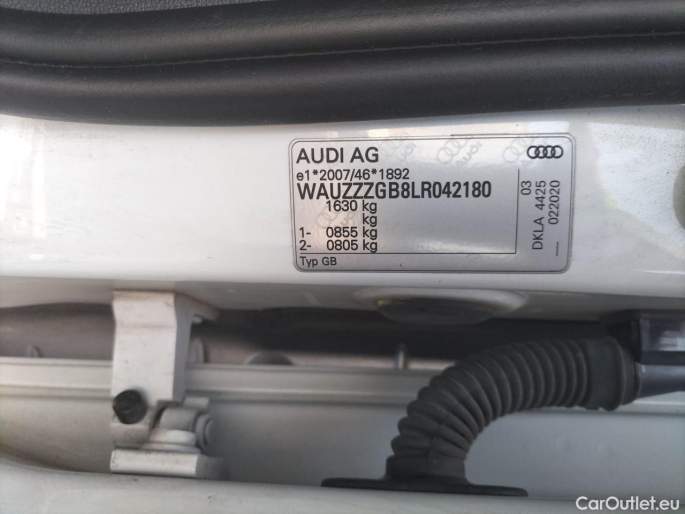 AUDI AG
e1*2007/46*1892
WAUZZZGB8LR042180
1630 kg
kg
1- 0855 kg
2- 0805 kg
Typ GB
03
DKLA 4425
022020
CarOutlet.eu